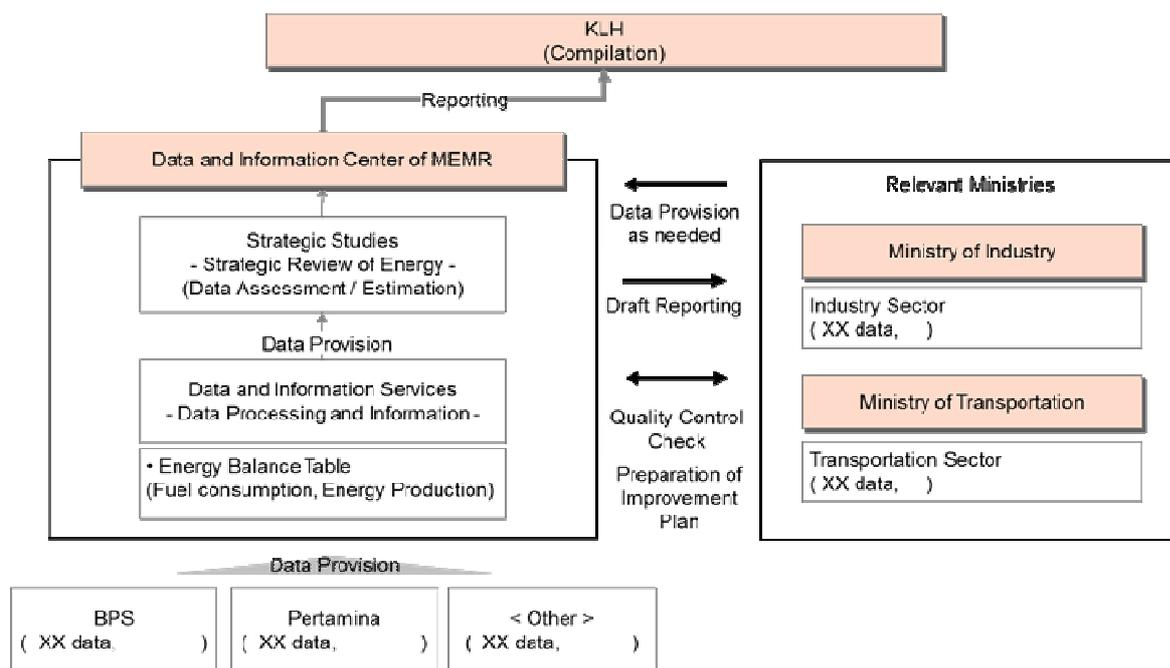 KLH
(Compilation)
Reporting
Data and Information Center of MEMR
Strategic Studies
- Strategic Review of Energy -
(Data Assessment / Estimation)
Data Provision
Data and Information Services
- Data Processing and Information -
• Energy Balance Table
(Fuel consumption, Energy Production)
Data Provision
as needed
Draft Reporting
Quality Control
Check
Preparation of
Improvement
Plan
Relevant Ministries
Ministry of Industry
Industry Sector
( XX data, )
Ministry of Transportation
Transportation Sector
( XX data, )
Data Provision
BPS
( XX data, )
Pertamina
( XX data, )
< Other >
( XX data, )